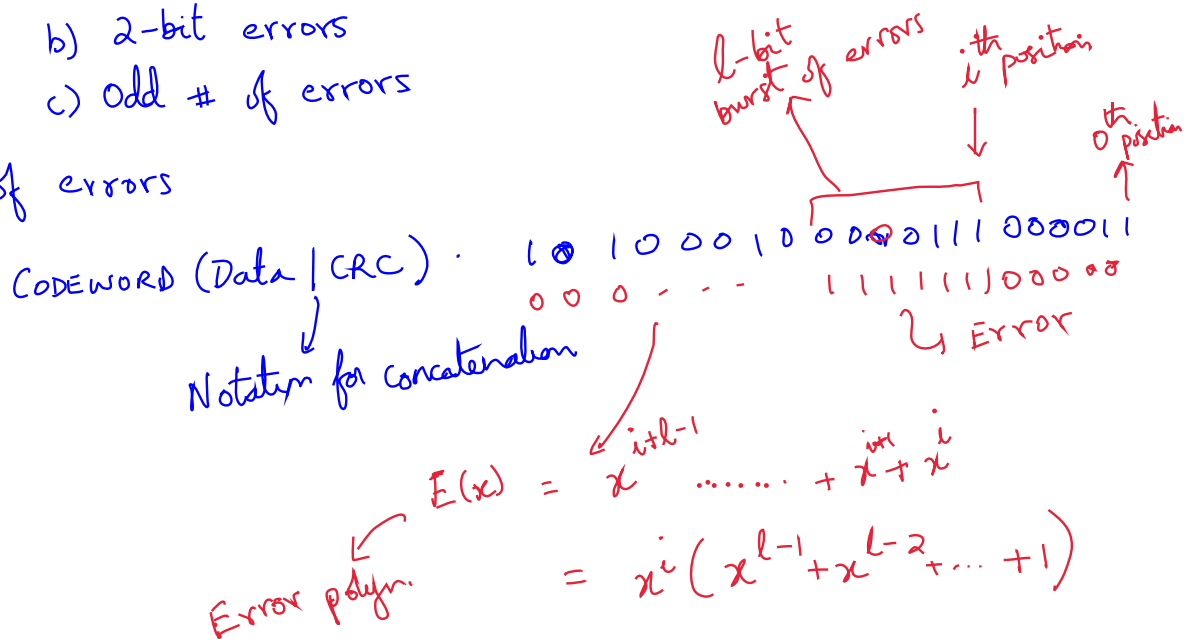 b) 2-bit errors
c) Odd # of errors
of errors
l-bit burst of errors
ith position
0th position
CODEWORD (Data | CRC) .
1 0 1 0 0 0 1 0 0 0 0 0 1 1 1 0 0 0 0 1 1
0 0 0 - - - 1 1 1 1 1 1 1 0 0 0 0 0
Error
Notatin for concatenation
E(x) = x^{i+l-1} ........ + x^{i+1} + x^{i}
= x^{i} ( x^{l-1} + x^{l-2} + ... + 1 )
Error polyn.